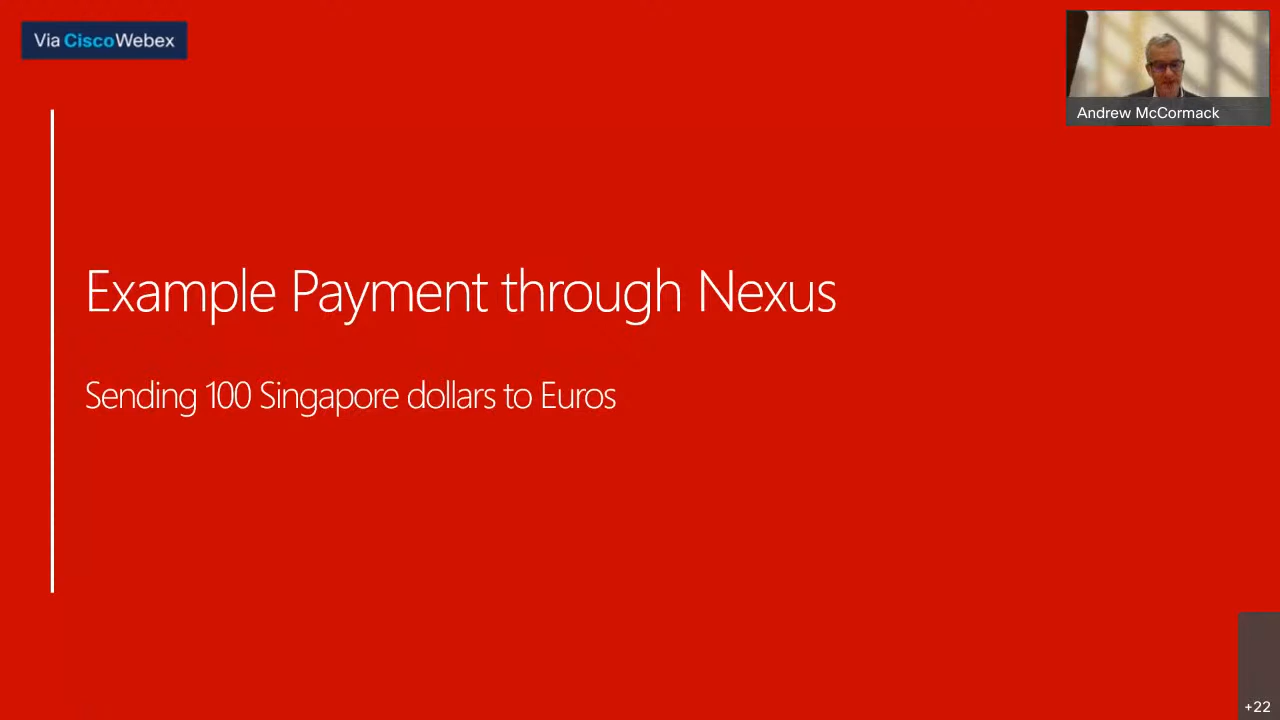 Via CiscoWebex
Andrew McCormack
Example Payment through Nexus
Sending 100 Singapore dollars to Euros
+22